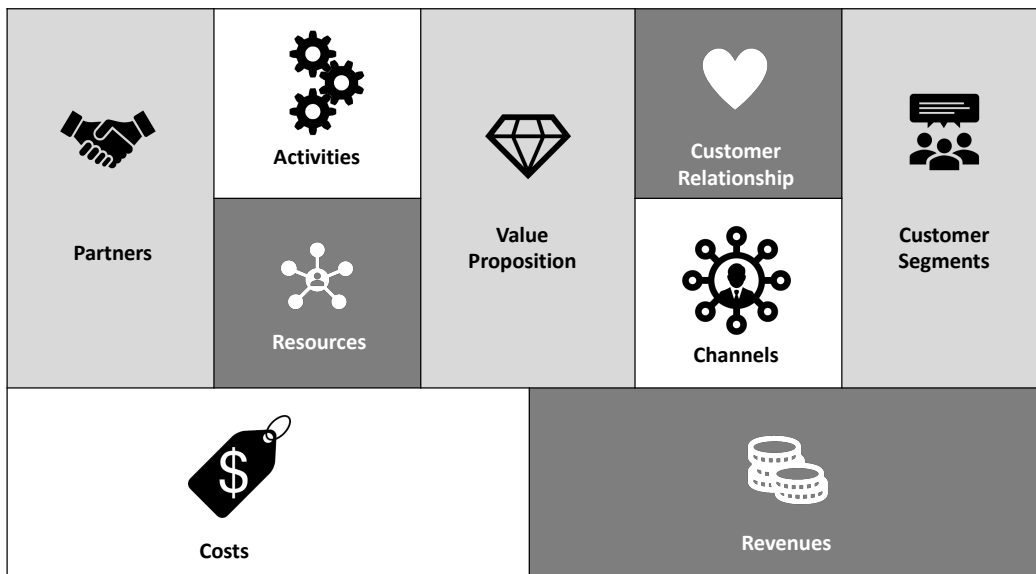 Partners
Activities
Resources
Value
Proposition
Customer
Relationship
Channels
Customer
Segments
$
Costs
Revenues